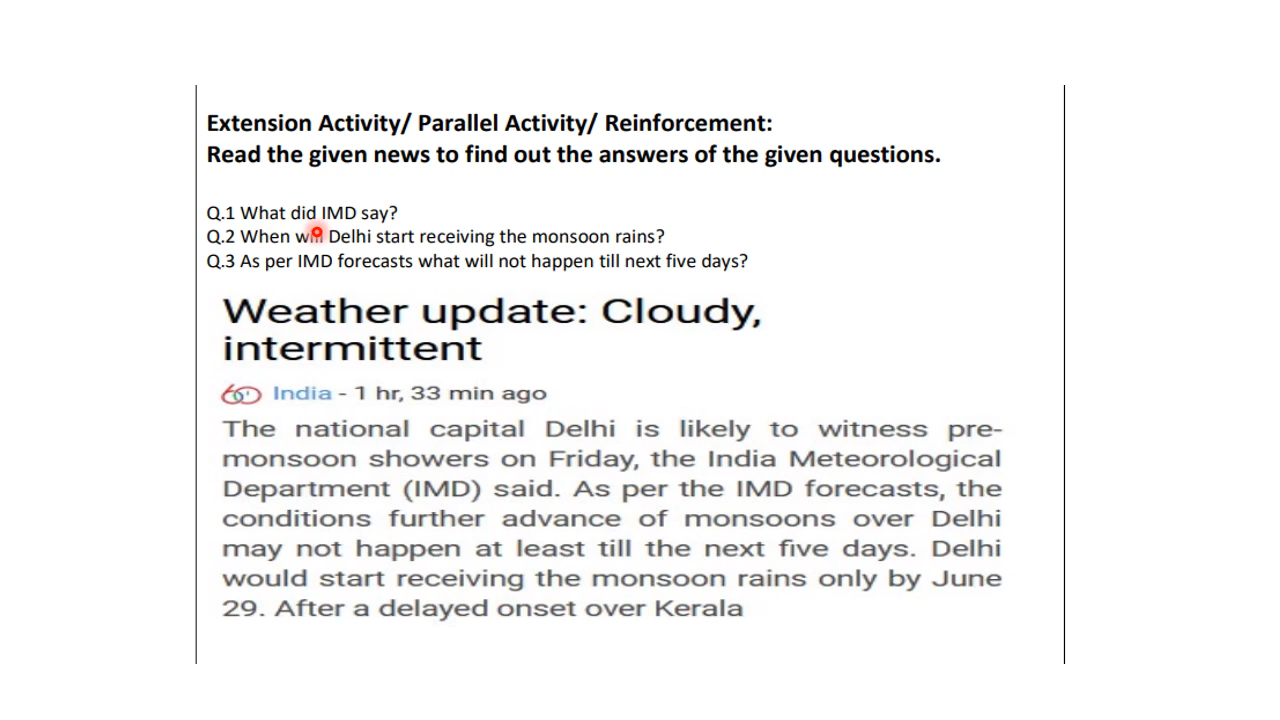 Extension Activity/ Parallel Activity/ Reinforcement:
Read the given news to find out the answers of the given questions.
Q.1 What did IMD say?
Q.2 When will Delhi start receiving the monsoon rains?
Q.3 As per IMD forecasts what will not happen till next five days?
Weather update: Cloudy,
intermittent
India - 1 hr, 33 min ago
The national capital Delhi is likely to witness pre-
monsoon showers on Friday, the India Meteorological
Department (IMD) said. As per the IMD forecasts, the
conditions further advance of monsoons over Delhi
may not happen at least till the next five days. Delhi
would start receiving the monsoon rains only by June
29. After a delayed onset over Kerala